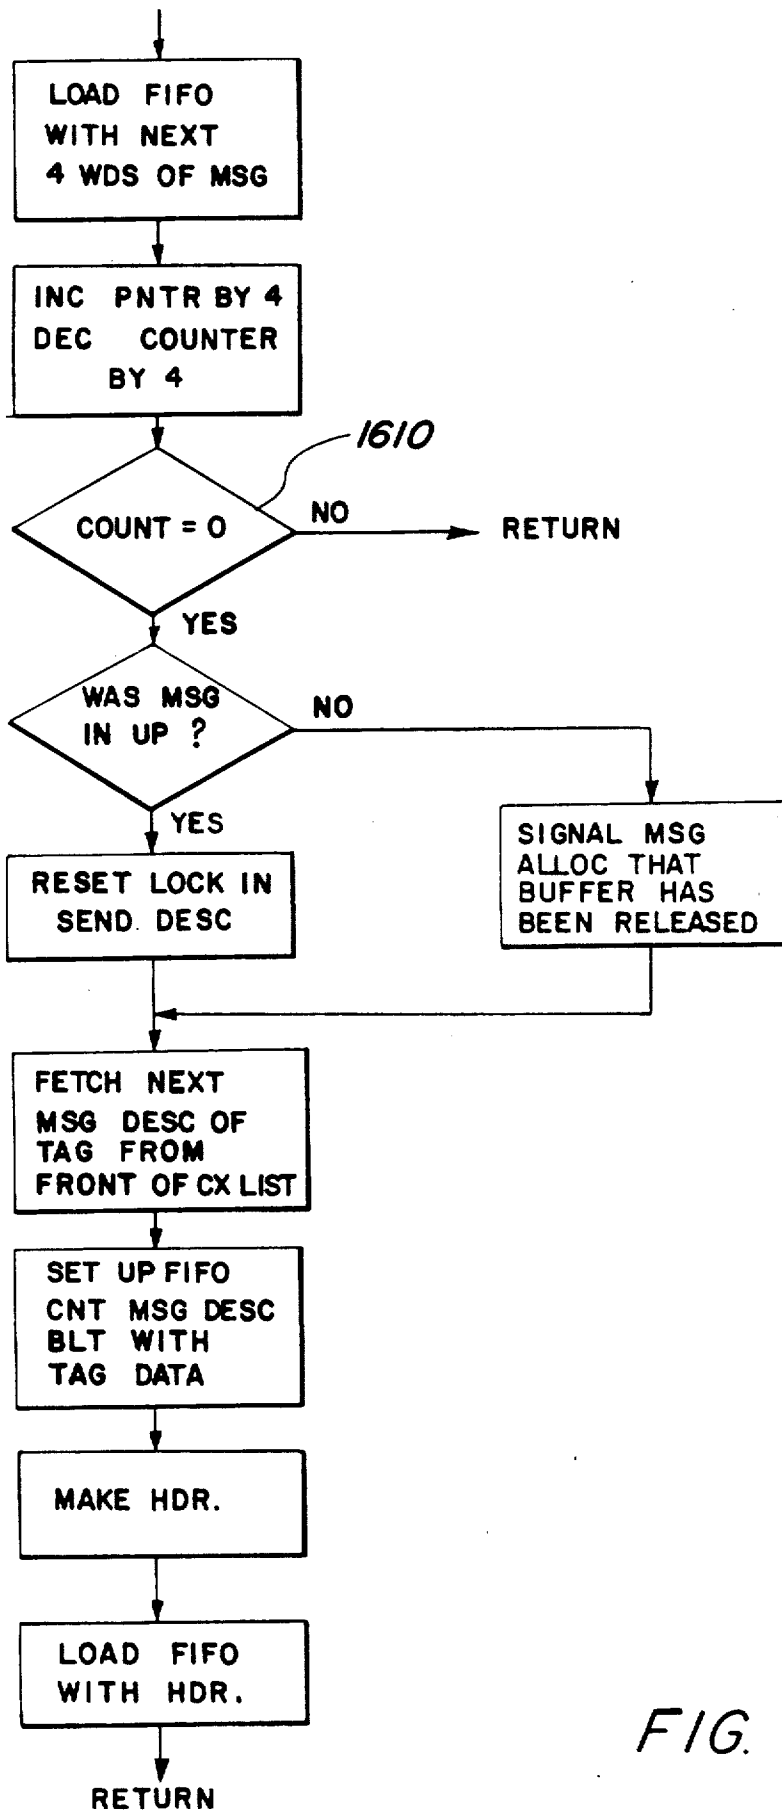 LOAD FIFO
WITH NEXT
4 WDS OF MSG
INC PNTR BY 4
DEC COUNTER
BY 4
1610
COUNT = 0
NO
RETURN
YES
WAS MSG
IN UP ?
NO
YES
RESET LOCK IN
SEND DESC
SIGNAL MSG
ALLOC THAT
BUFFER HAS
BEEN RELEASED
FETCH NEXT
MSG DESC OF
TAG FROM
FRONT OF CX LIST
SET UP FIFO
CNT MSG DESC
BLT WITH
TAG DATA
MAKE HDR.
LOAD FIFO
WITH HDR.
RETURN
FIG.